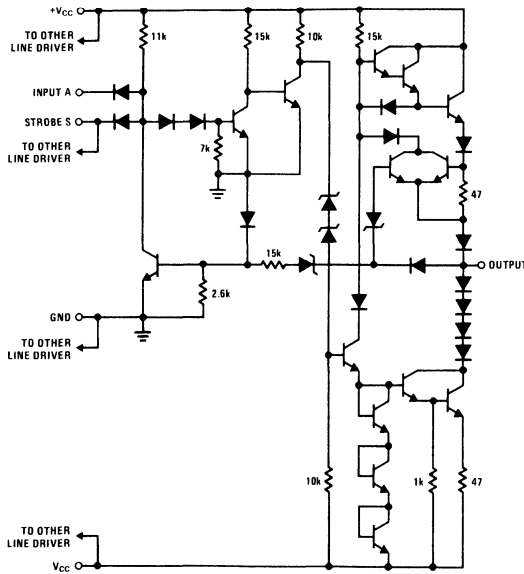 +VCC
TO OTHER
LINE DRIVER
11k
15k
10k
15k
INPUT A
STROBE S
TO OTHER
LINE DRIVER
7k
47
15k
OUTPUT
2.6k
GND
TO OTHER
LINE DRIVER
10k
1k
47
TO OTHER
LINE DRIVER
VCC